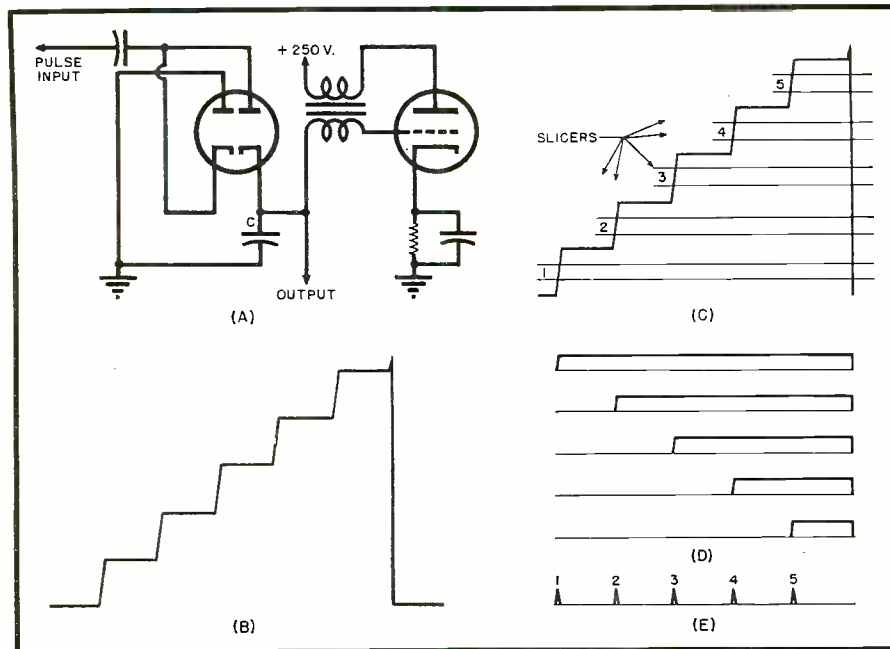 PULSE
INPUT
+ 250 V.
C
OUTPUT
(A)
SLICERS
5
4
3
2
1
(C)
(B)
(D)
1 2 3 4 5
(E)